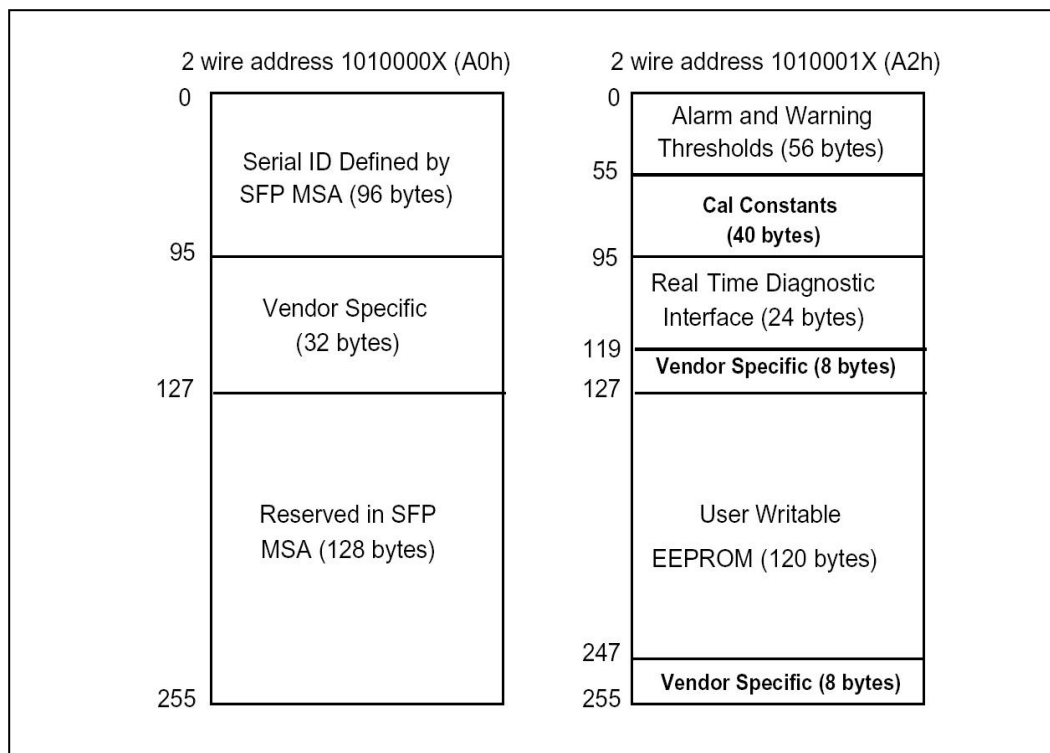 2 wire address 1010000X (A0h)
0
Serial ID Defined by
SFP MSA (96 bytes)
95
Vendor Specific
(32 bytes)
127
Reserved in SFP
MSA (128 bytes)
255
2 wire address 1010001X (A2h)
0
Alarm and Warning
Thresholds (56 bytes)
55
Cal Constants
(40 bytes)
95
Real Time Diagnostic
Interface (24 bytes)
119
Vendor Specific (8 bytes)
127
User Writable
EEPROM (120 bytes)
247
Vendor Specific (8 bytes)
255